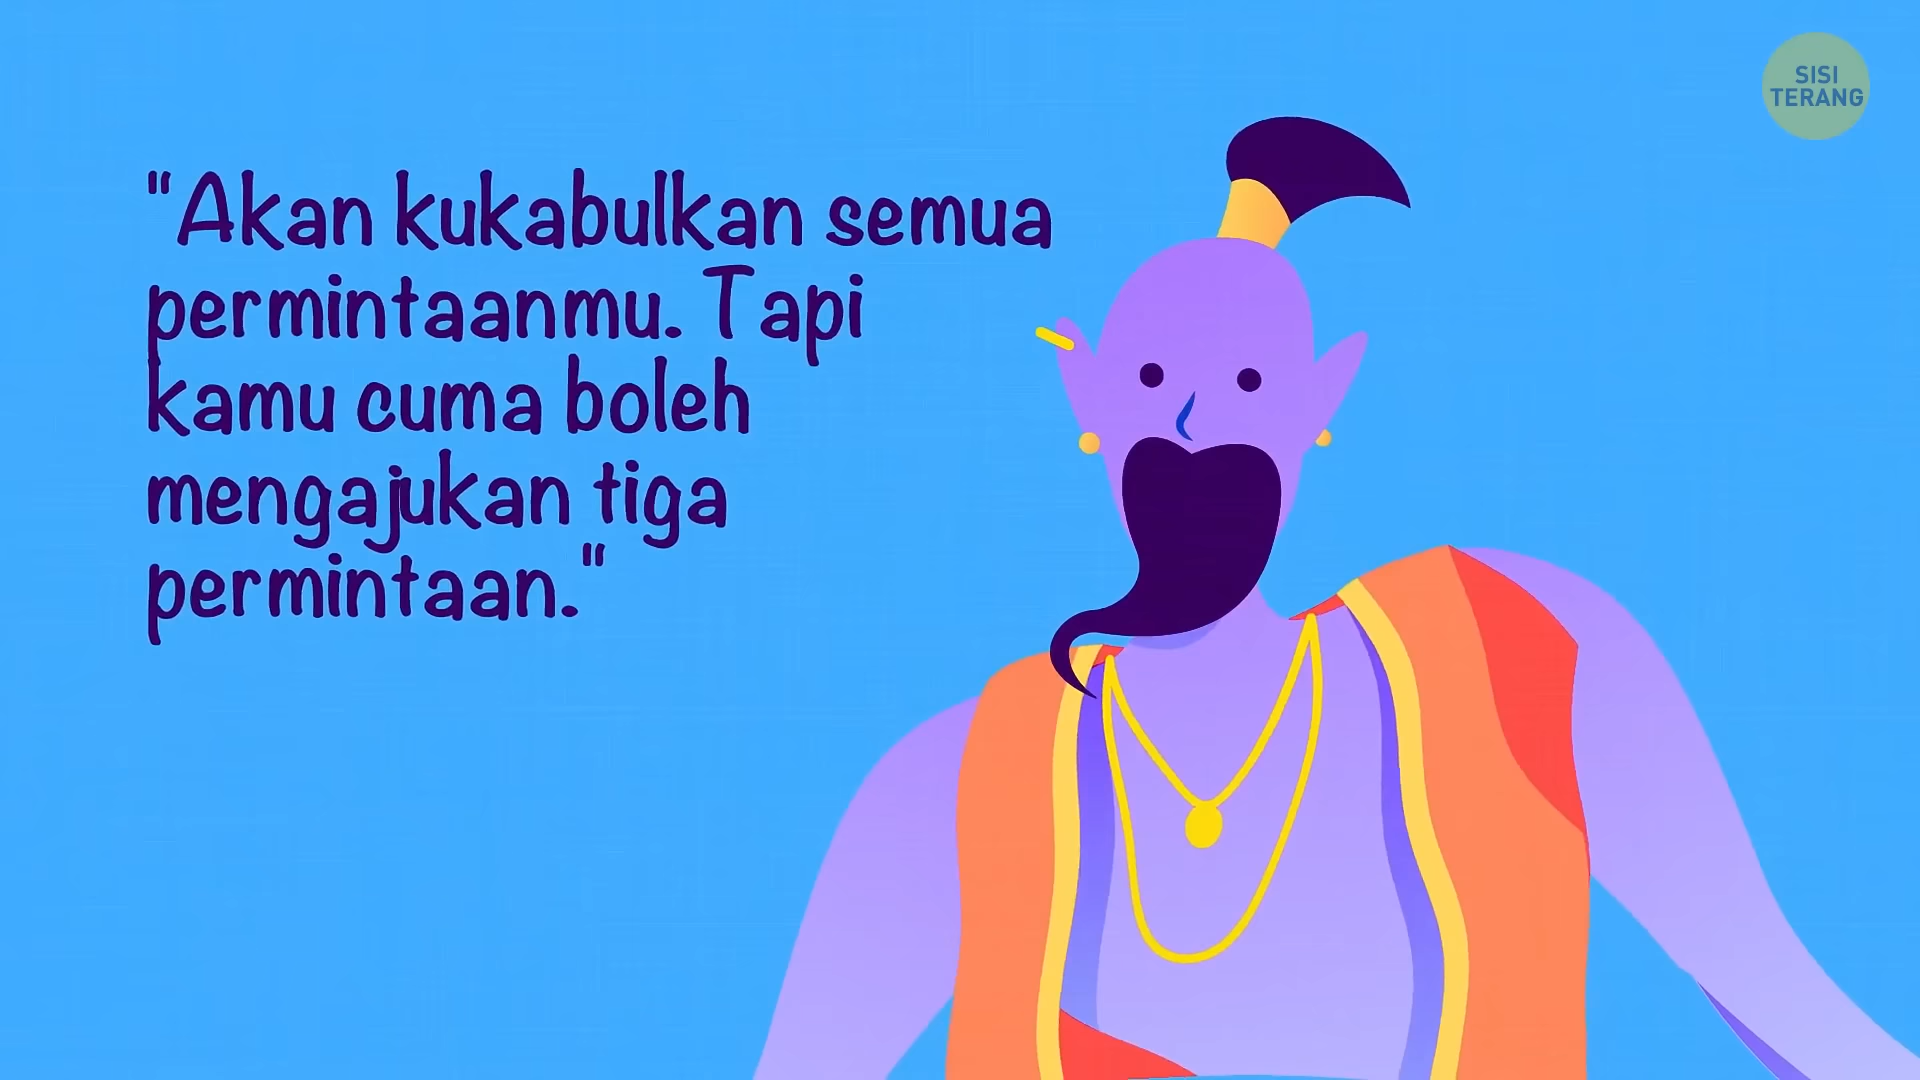 "Akan kukabulkan semua
permintaanmu. Tapi
kamu cuma boleh
mengajukan tiga
permintaan."
SISI
TERANG